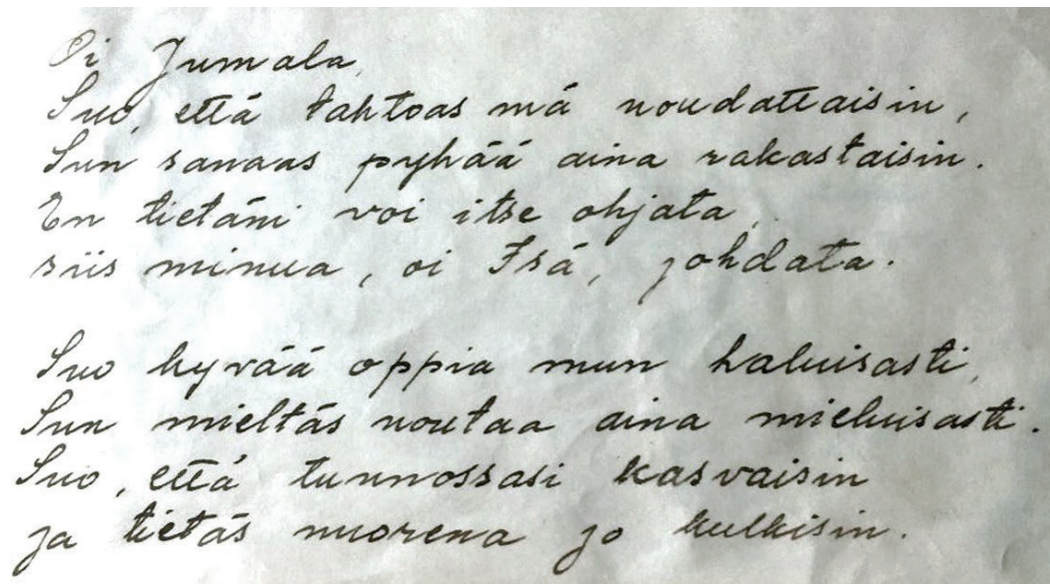 Oi Jumala,
Suo, että tahtoas mä noudattaisin,
Sun sanaas pyhää aina rakastaisin.
En tietäni voi itse ohjata,
siis minua, oi Isä, johdata.
Suo hyvää oppia mun haluisasti,
Sun mieltäs noutaa aina mieluisasti.
Suo, että tunnossasi kasvaisin
ja tietäs nuorena jo kulkisin.